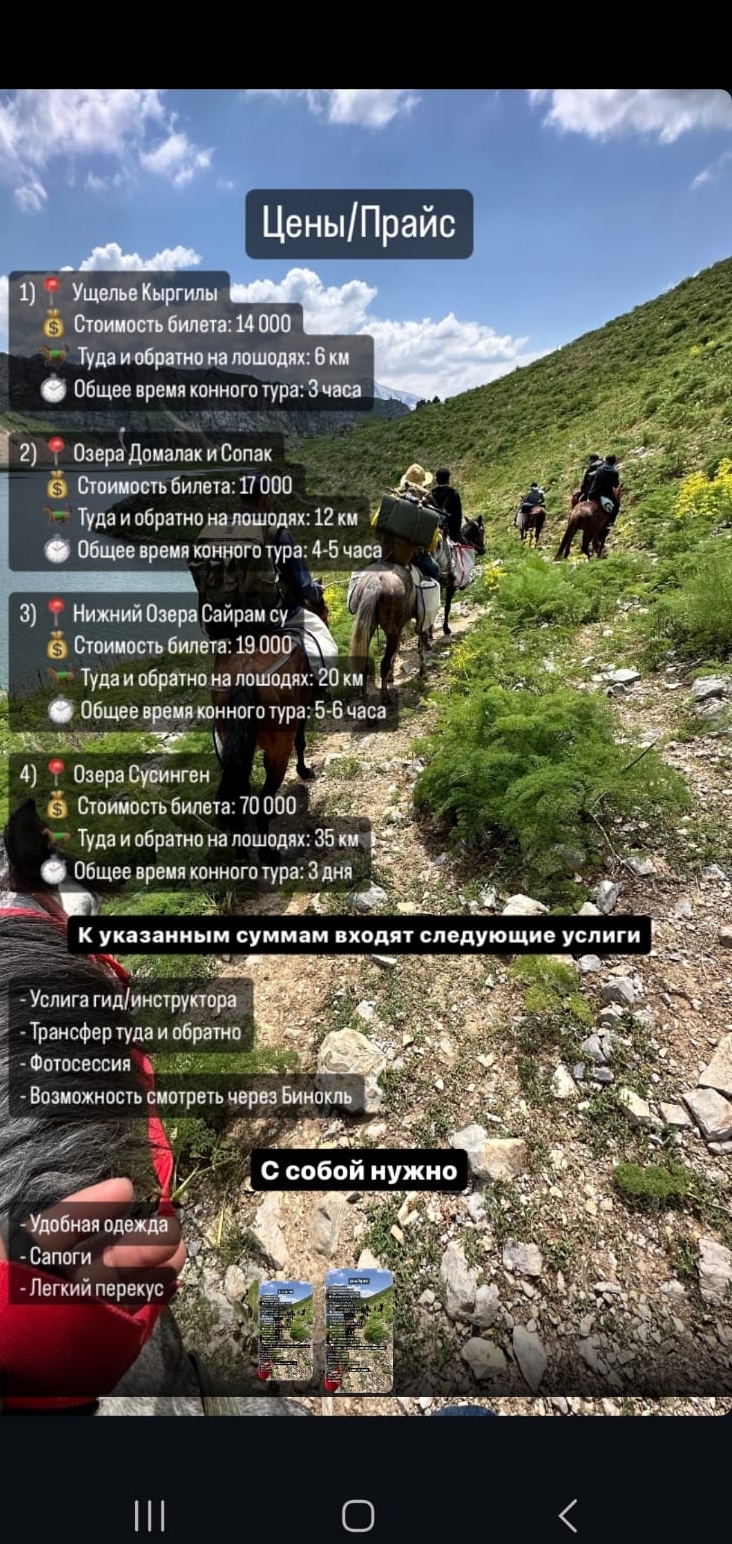 Цены/Прайс
1) Ущелье Кыргилы
Стоимость билета: 14 000
Туда и обратно на лошодях: 6 км
Общее время конного тура: 3 часа
2) Озера Домалак и Сопак
Стоимость билета: 17 000
Туда и обратно на лошодях: 12 км
Общее время конного тура: 4-5 часа
3) Нижний Озера Сайрам су
Стоимость билета: 19 000
Туда и обратно на лошодях: 20 км
Общее время конного тура: 5-6 часа
4) Озера Сусинген
Стоимость билета: 70 000
Туда и обратно на лошодях: 35 км
Общее время конного тура: 3 дня
К указанным суммам входят следующие услиги
- Услига гид/инструктора
- Трансфер туда и обратно
- Фотосессия
- Возможность смотреть через Бинокль
С собой нужно
- Удобная одежда
- Сапоги
- Легкий перекус